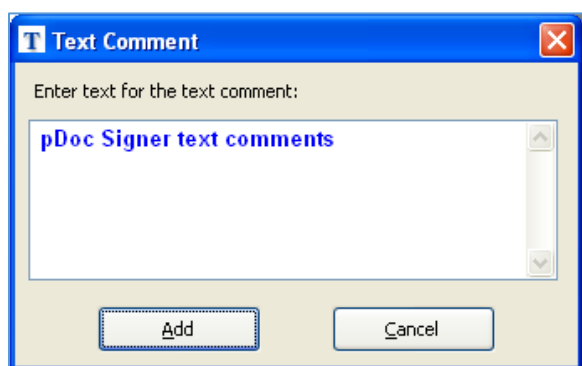 T Text Comment
Enter text for the text comment:
pDoc Signer text comments
Add Cancel